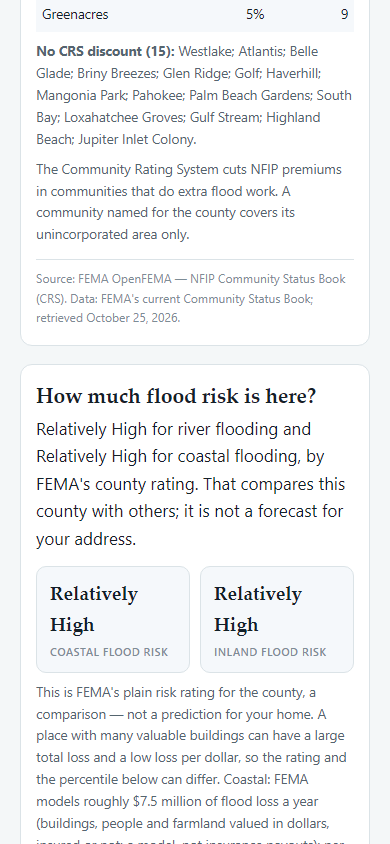 Greenacres 5% 9
No CRS discount (15): Westlake; Atlantis; Belle
Glade; Briny Breezes; Glen Ridge; Golf; Haverhill;
Mangonia Park; Pahokee; Palm Beach Gardens; South
Bay; Loxahatchee Groves; Gulf Stream; Highland
Beach; Jupiter Inlet Colony.
The Community Rating System cuts NFIP premiums
in communities that do extra flood work. A
community named for the county covers its
unincorporated area only.
Source: FEMA OpenFEMA — NFIP Community Status Book
(CRS). Data: FEMA's current Community Status Book;
retrieved October 25, 2026.
How much flood risk is here?
Relatively High for river flooding and
Relatively High for coastal flooding, by
FEMA's county rating. That compares this
county with others; it is not a forecast for
your address.
Relatively
High
COASTAL FLOOD RISK
Relatively
High
INLAND FLOOD RISK
This is FEMA's plain risk rating for the county, a
comparison — not a prediction for your home. A
place with many valuable buildings can have a large
total loss and a low loss per dollar, so the rating and
the percentile below can differ. Coastal: FEMA
models roughly $7.5 million of flood loss a year
(buildings, people and farmland valued in dollars,